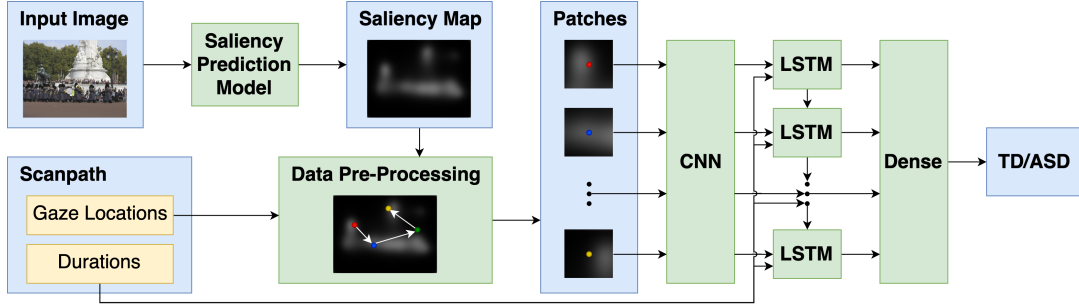 Input Image
Saliency
Prediction
Model
Saliency Map
Patches
Scanpath
Gaze Locations
Durations
Data Pre-Processing
CNN
LSTM
LSTM
LSTM
Dense
TD/ASD